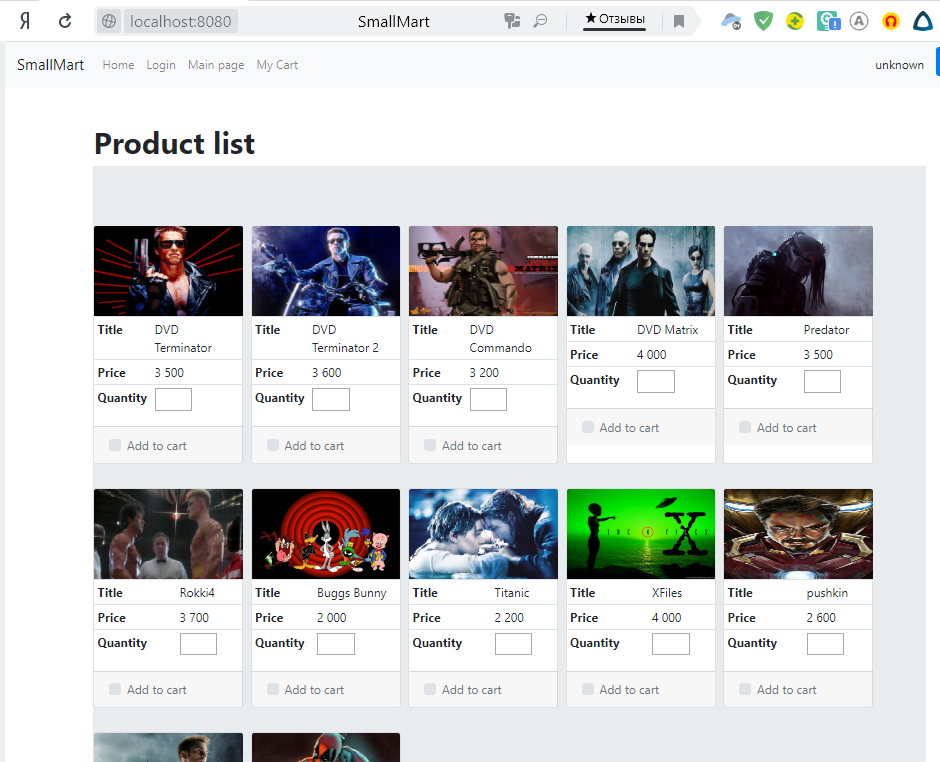 Я localhost:8080 SmallMart ★ Отзывы
SmallMart Home Login Main page My Cart unknown
Product list
COMMANDO
MATRIX
Title DVD Terminator
Price 3 500
Quantity
Add to cart
Title DVD Terminator 2
Price 3 600
Quantity
Add to cart
Title DVD Commando
Price 3 200
Quantity
Add to cart
Title DVD Matrix
Price 4 000
Quantity
Add to cart
Title Predator
Price 3 500
Quantity
Add to cart
Title Rokki4
Price 3 700
Quantity
Add to cart
Title Buggs Bunny
Price 2 000
Quantity
Add to cart
Title Titanic
Price 2 200
Quantity
Add to cart
THE X FILES
Title XFiles
Price 4 000
Quantity
Add to cart
Title pushkin
Price 2 600
Quantity
Add to cart